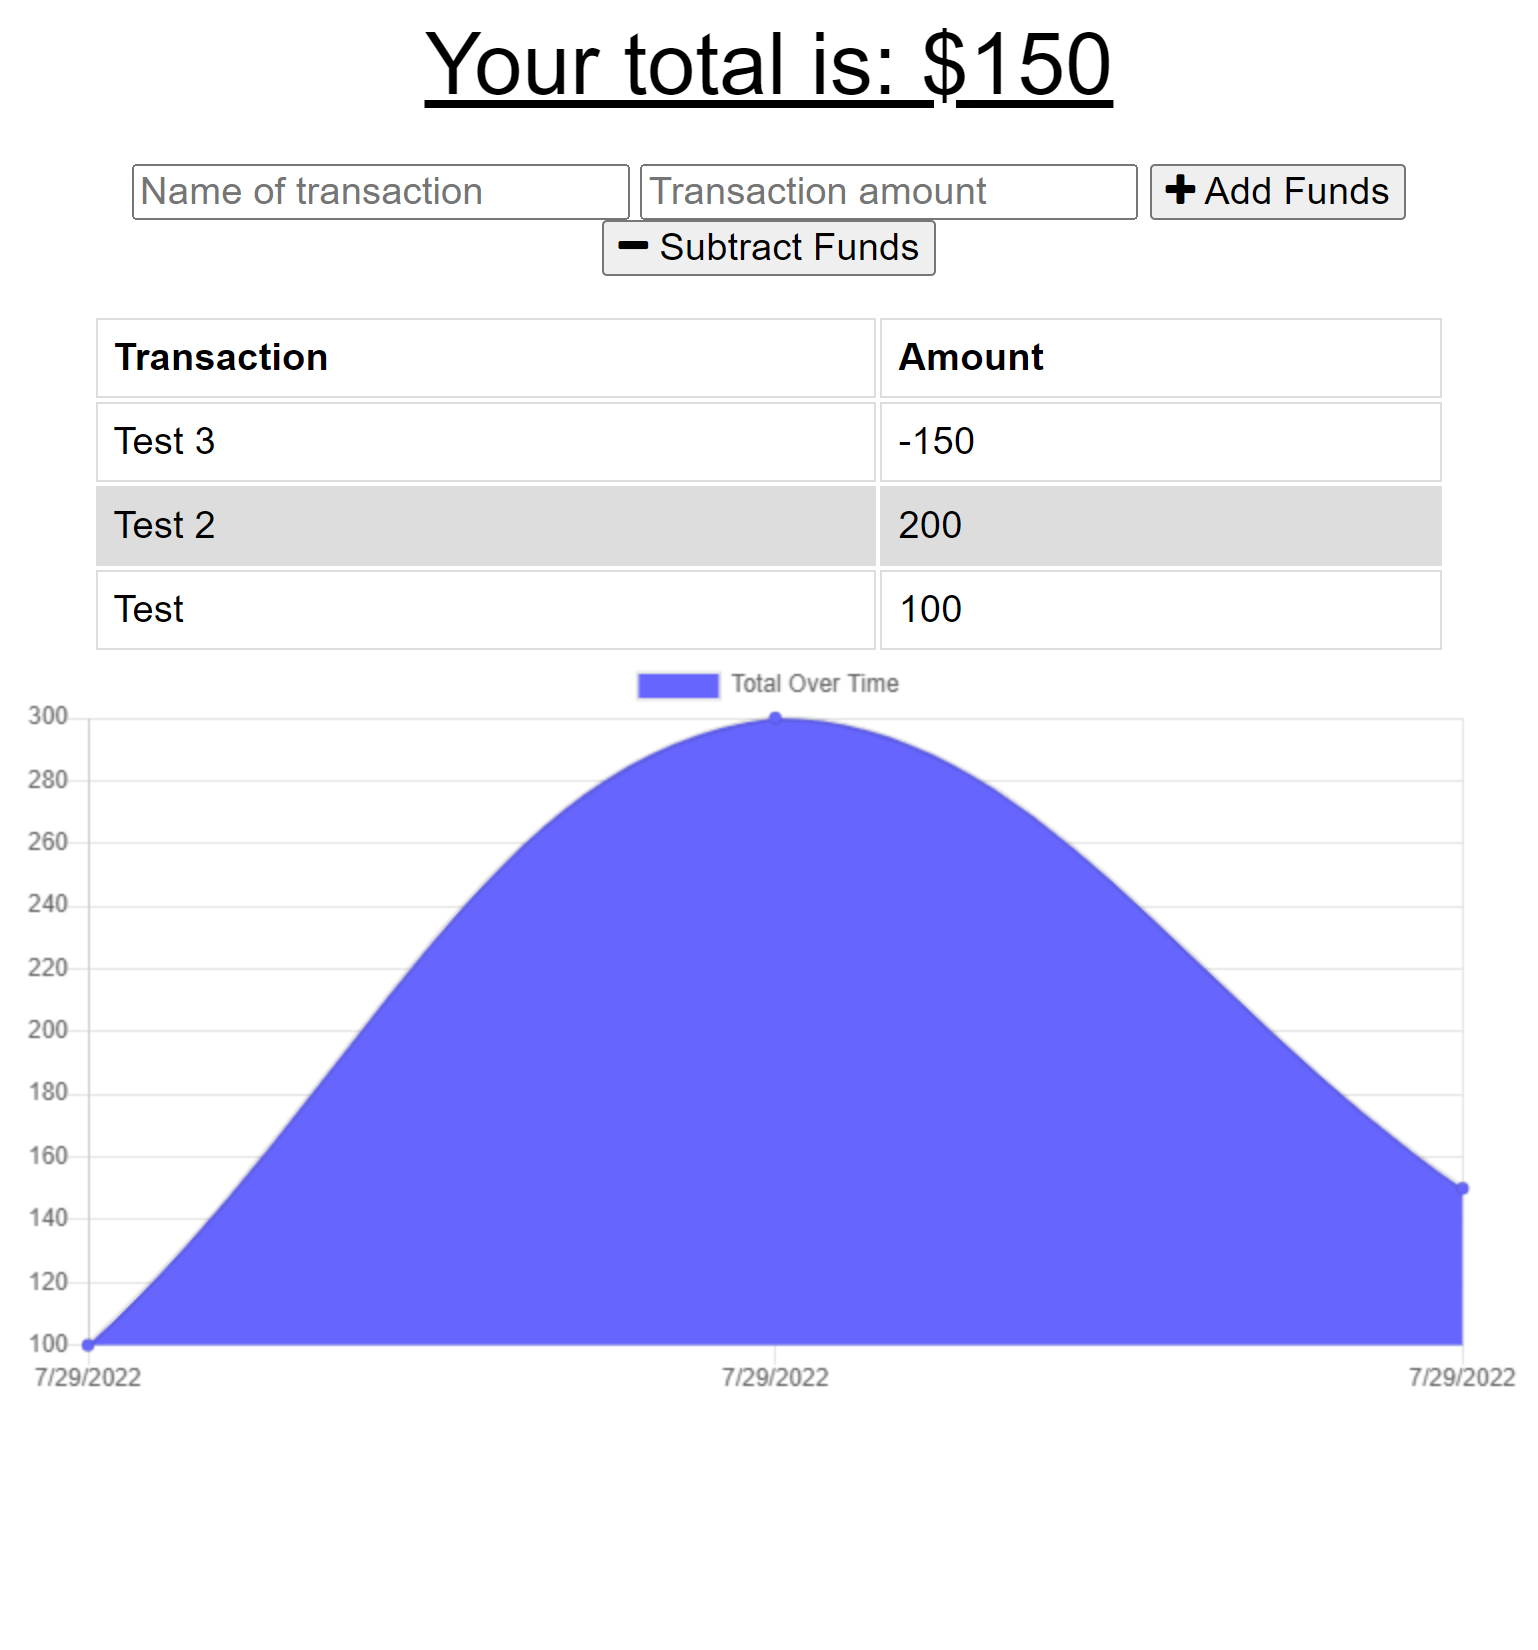 Your total is: $150
Name of transaction Transaction amount Add Funds
Subtract Funds
Transaction Amount
Test 3 -150
Test 2 200
Test 100
Total Over Time
300
280
260
240
220
200
180
160
140
120
100
7/29/2022 7/29/2022 7/29/2022